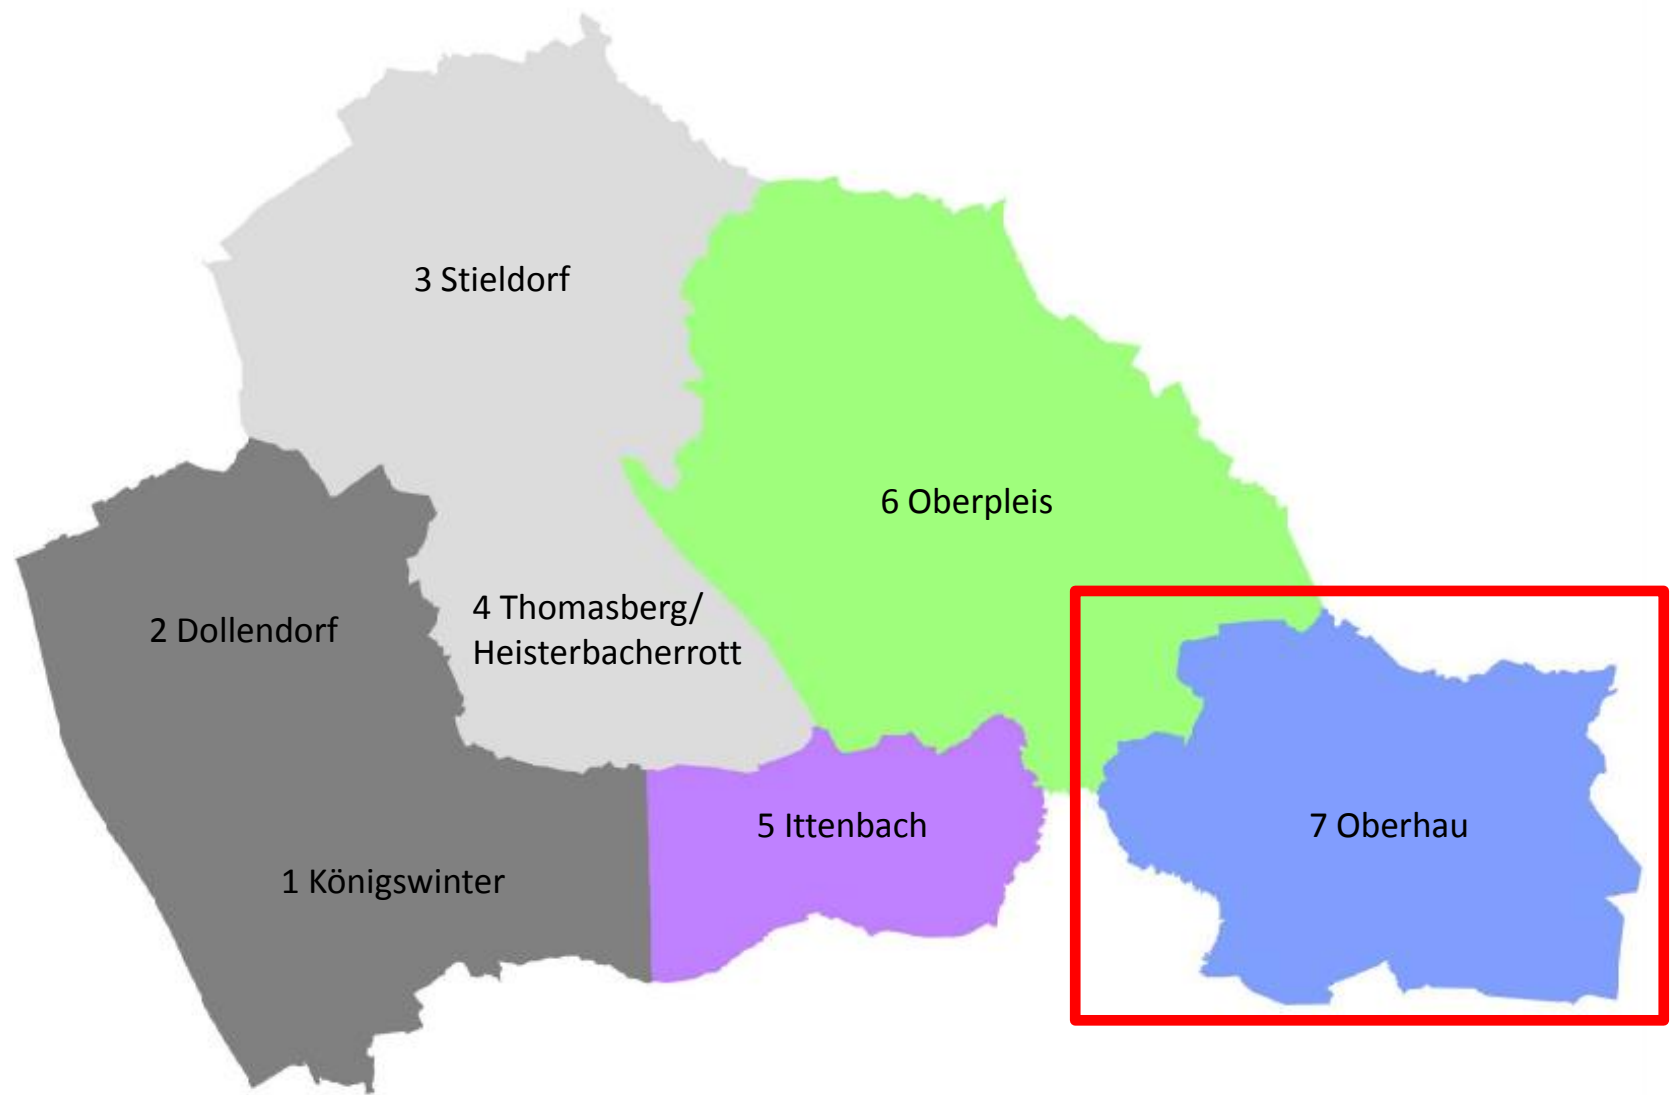 3 Stieldorf
6 Oberpleis
4 Thomasberg/
Heisterbacherrott
2 Dollendorf
5 Ittenbach
7 Oberhau
1 Königswinter